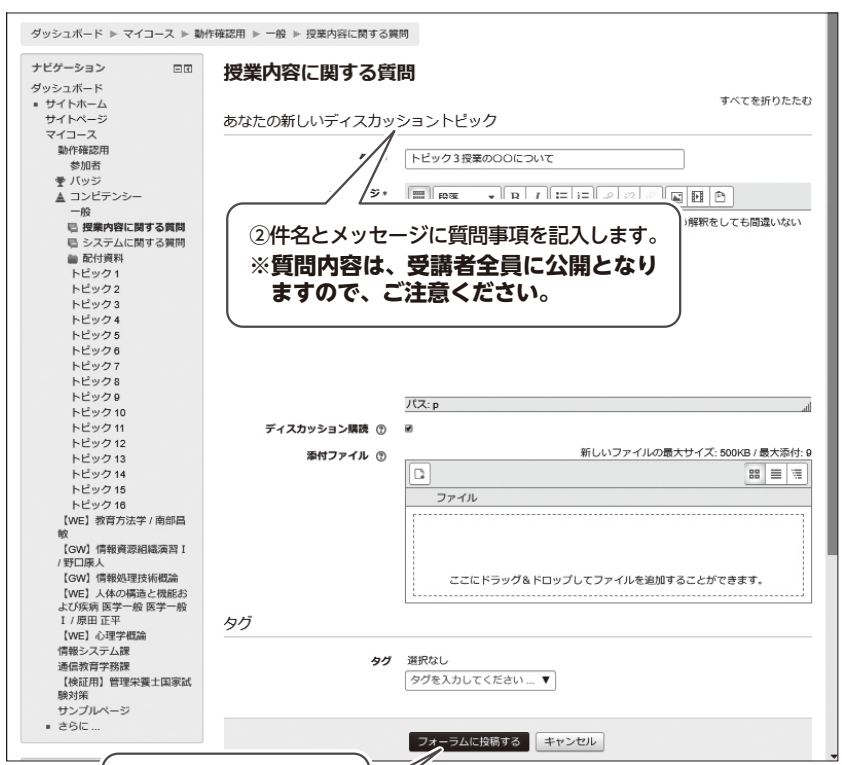 ダッシュボード ▶ マイコース ▶ 動作確認用 ▶ 一般 ▶ 授業内容に関する質問
ナビゲーション
ダッシュボード
サイトホーム
サイトページ
マイコース
動作確認用
参加者
バッジ
コンピテンシー
一般
授業内容に関する質問
システムに関する質問
配付資料
トピック 1
トピック 2
トピック 3
トピック 4
トピック 5
トピック 6
トピック 7
トピック 8
トピック 9
トピック 10
トピック 11
トピック 12
トピック 13
トピック 14
トピック 15
トピック 16
【WE】教育方法学 / 南部昌
敏
【GW】情報資源組織演習 I
/ 野口康人
【GW】情報処理技術概論
【WE】人体の構造と機能お
よび疾病 医学一般 医学一般
I / 原田 正平
【WE】心理学概論
情報システム課
通信教育学務課
【検証用】管理栄養士国家試
験対策
サンプルページ
さらに ...
授業内容に関する質問
すべてを折りたたむ
あなたの新しいディスカッショントピック
トピック3授業の〇〇について
ジ*
段落
B I
解釈をしても間違いない
②件名とメッセージに質問事項を記入します。
※質問内容は、受講者全員に公開となり
ますので、ご注意ください。
パス: p
ディスカッション購読
添付ファイル
新しいファイルの最大サイズ: 500KB / 最大添付: 9
ファイル
ここにドラッグ&ドロップしてファイルを追加することができます。
タグ
タグ 選択なし
タグを入力してください ... ▼
フォーラムに投稿する キャンセル